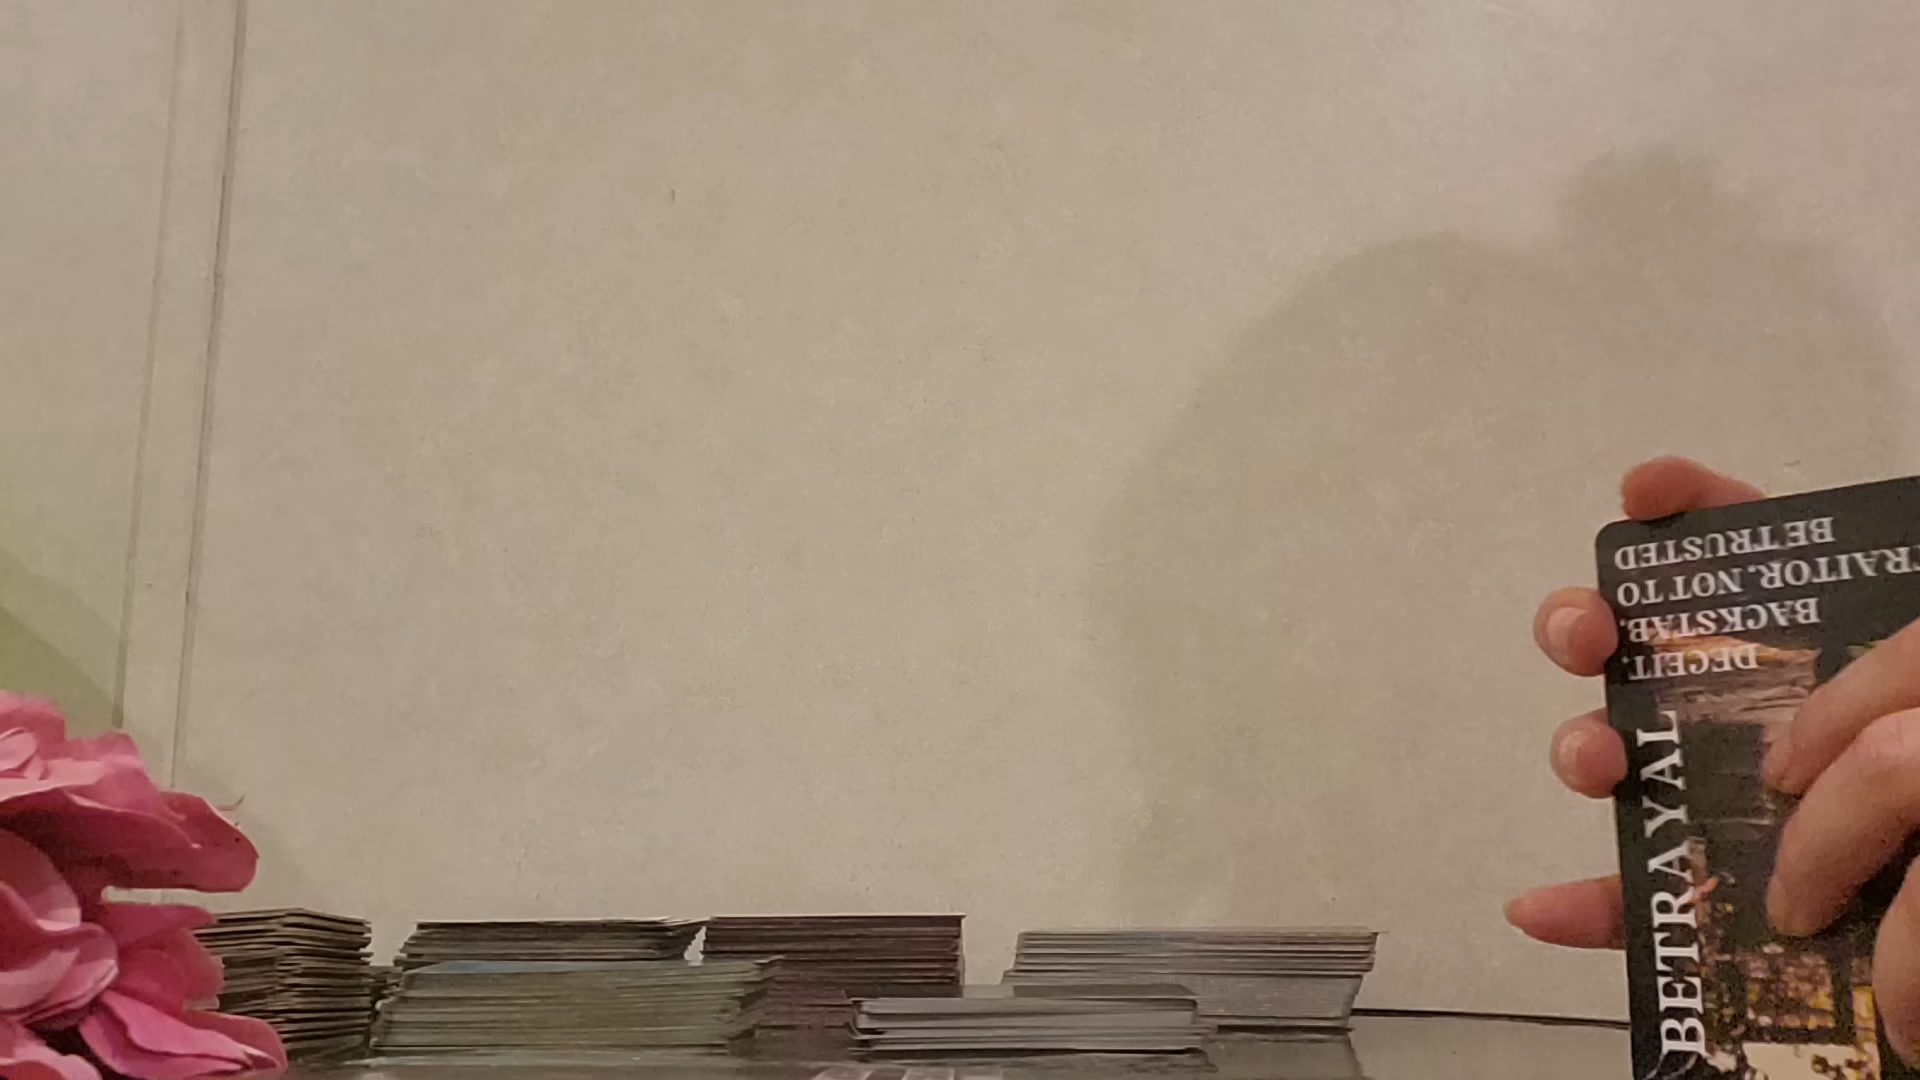 BETRAYAL
DECEIT,
BACKSTAB,
TRAITOR. NOT TO
BE TRUSTED